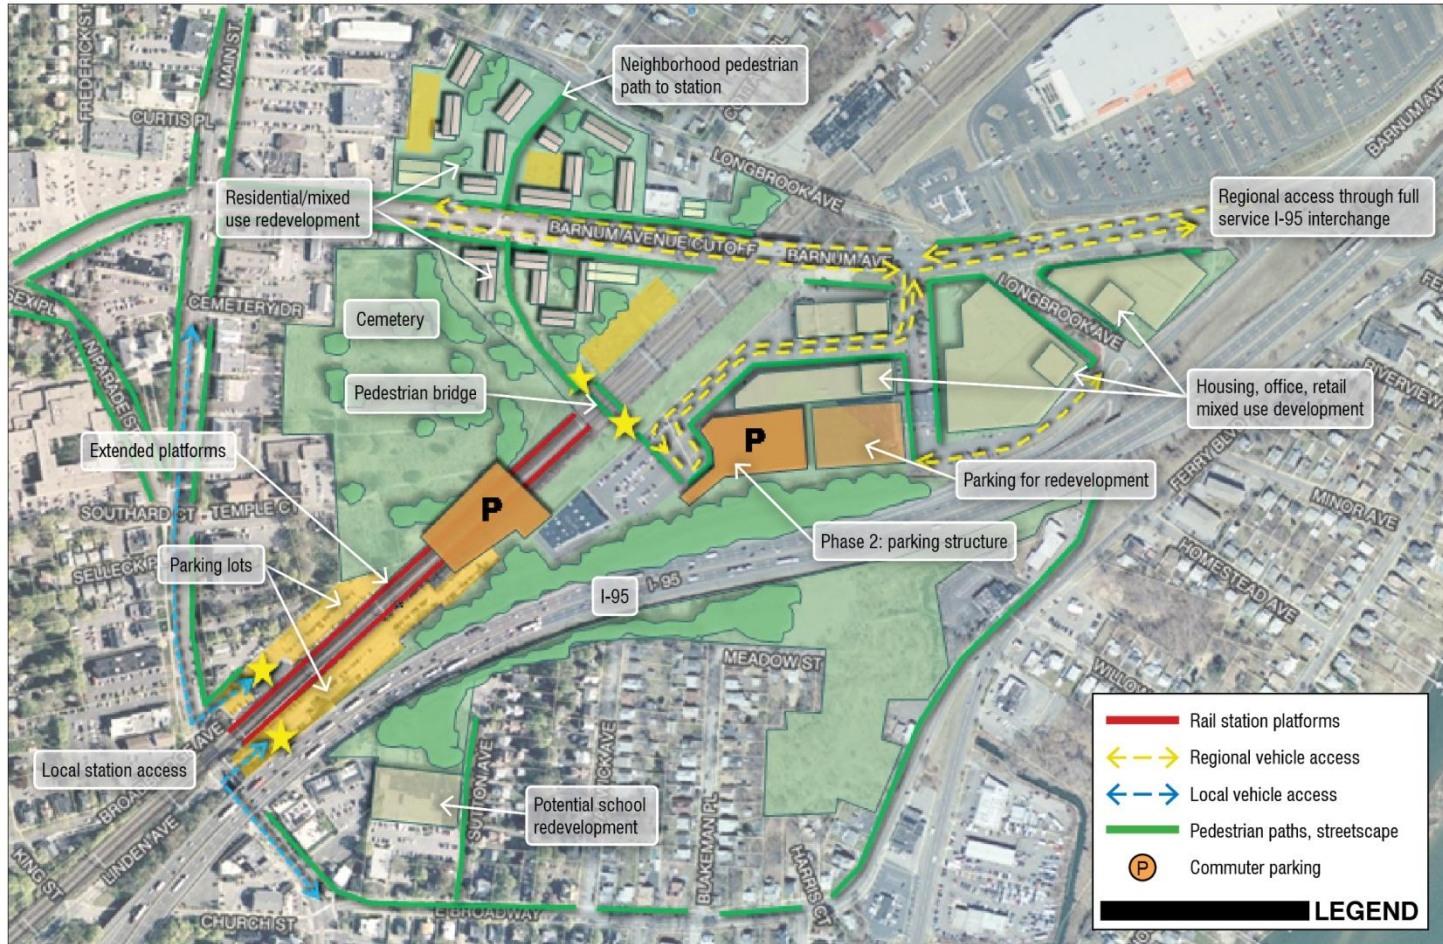 FREDERICK ST
MAIN ST
CURTIS PL
Neighborhood pedestrian
path to station
BARNUM AVE
LONGBROOK AVE
Residential/mixed
use redevelopment
Regional access through full
service I-95 interchange
BARNUM AVENUE CUTOFF
BARNUM AVE
CEMETERY DR
LONGBROOK AVE
Cemetery
N PARADE ST
RIVERVIEW
Pedestrian bridge
Housing, office, retail
mixed use development
Extended platforms
P
FERRY BLV
Parking for redevelopment
MINOR AVE
SOUTHARD CT
TEMPLE CT
P
Phase 2: parking structure
HOMESTEAD AVE
Parking lots
I-95
I-95
MEADOW ST
Local station access
Potential school
redevelopment
SUTTON AVE
LINDEN AVE
KING ST
BLAKEMAN PL
HARRIS CT
CHURCH ST
E BROADWAY
Rail station platforms
Regional vehicle access
Local vehicle access
Pedestrian paths, streetscape
P
Commuter parking
LEGEND